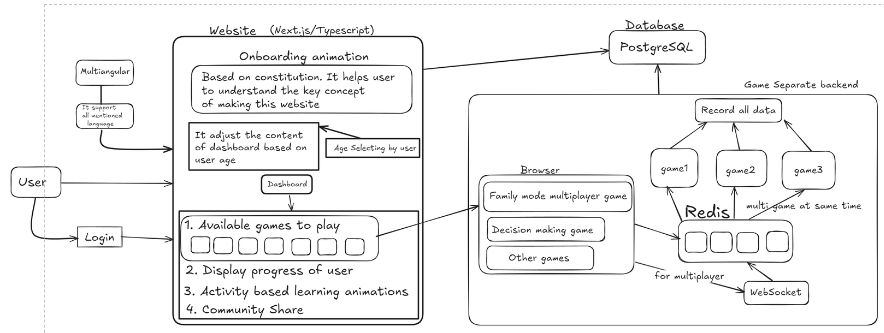 Website (Next.js/Typescript)
Onboarding animation
Based on constitution. It helps user
to understand the key concept
of making this website
Multiangular
It support
all mentioned
language
It adjust the content
of dashboard based on
user age
Age Selecting by user
Dashboard
User
Login
1. Available games to play
2. Display progress of user
3. Activity based learning animations
4. Community Share
Database
PostgreSQL
Game Separate backend
Record all data
game1
game2
game3
multi game at same time
Redis
Browser
Family mode multiplayer game
Decision making game
Other games
for multiplayer
WebSocket